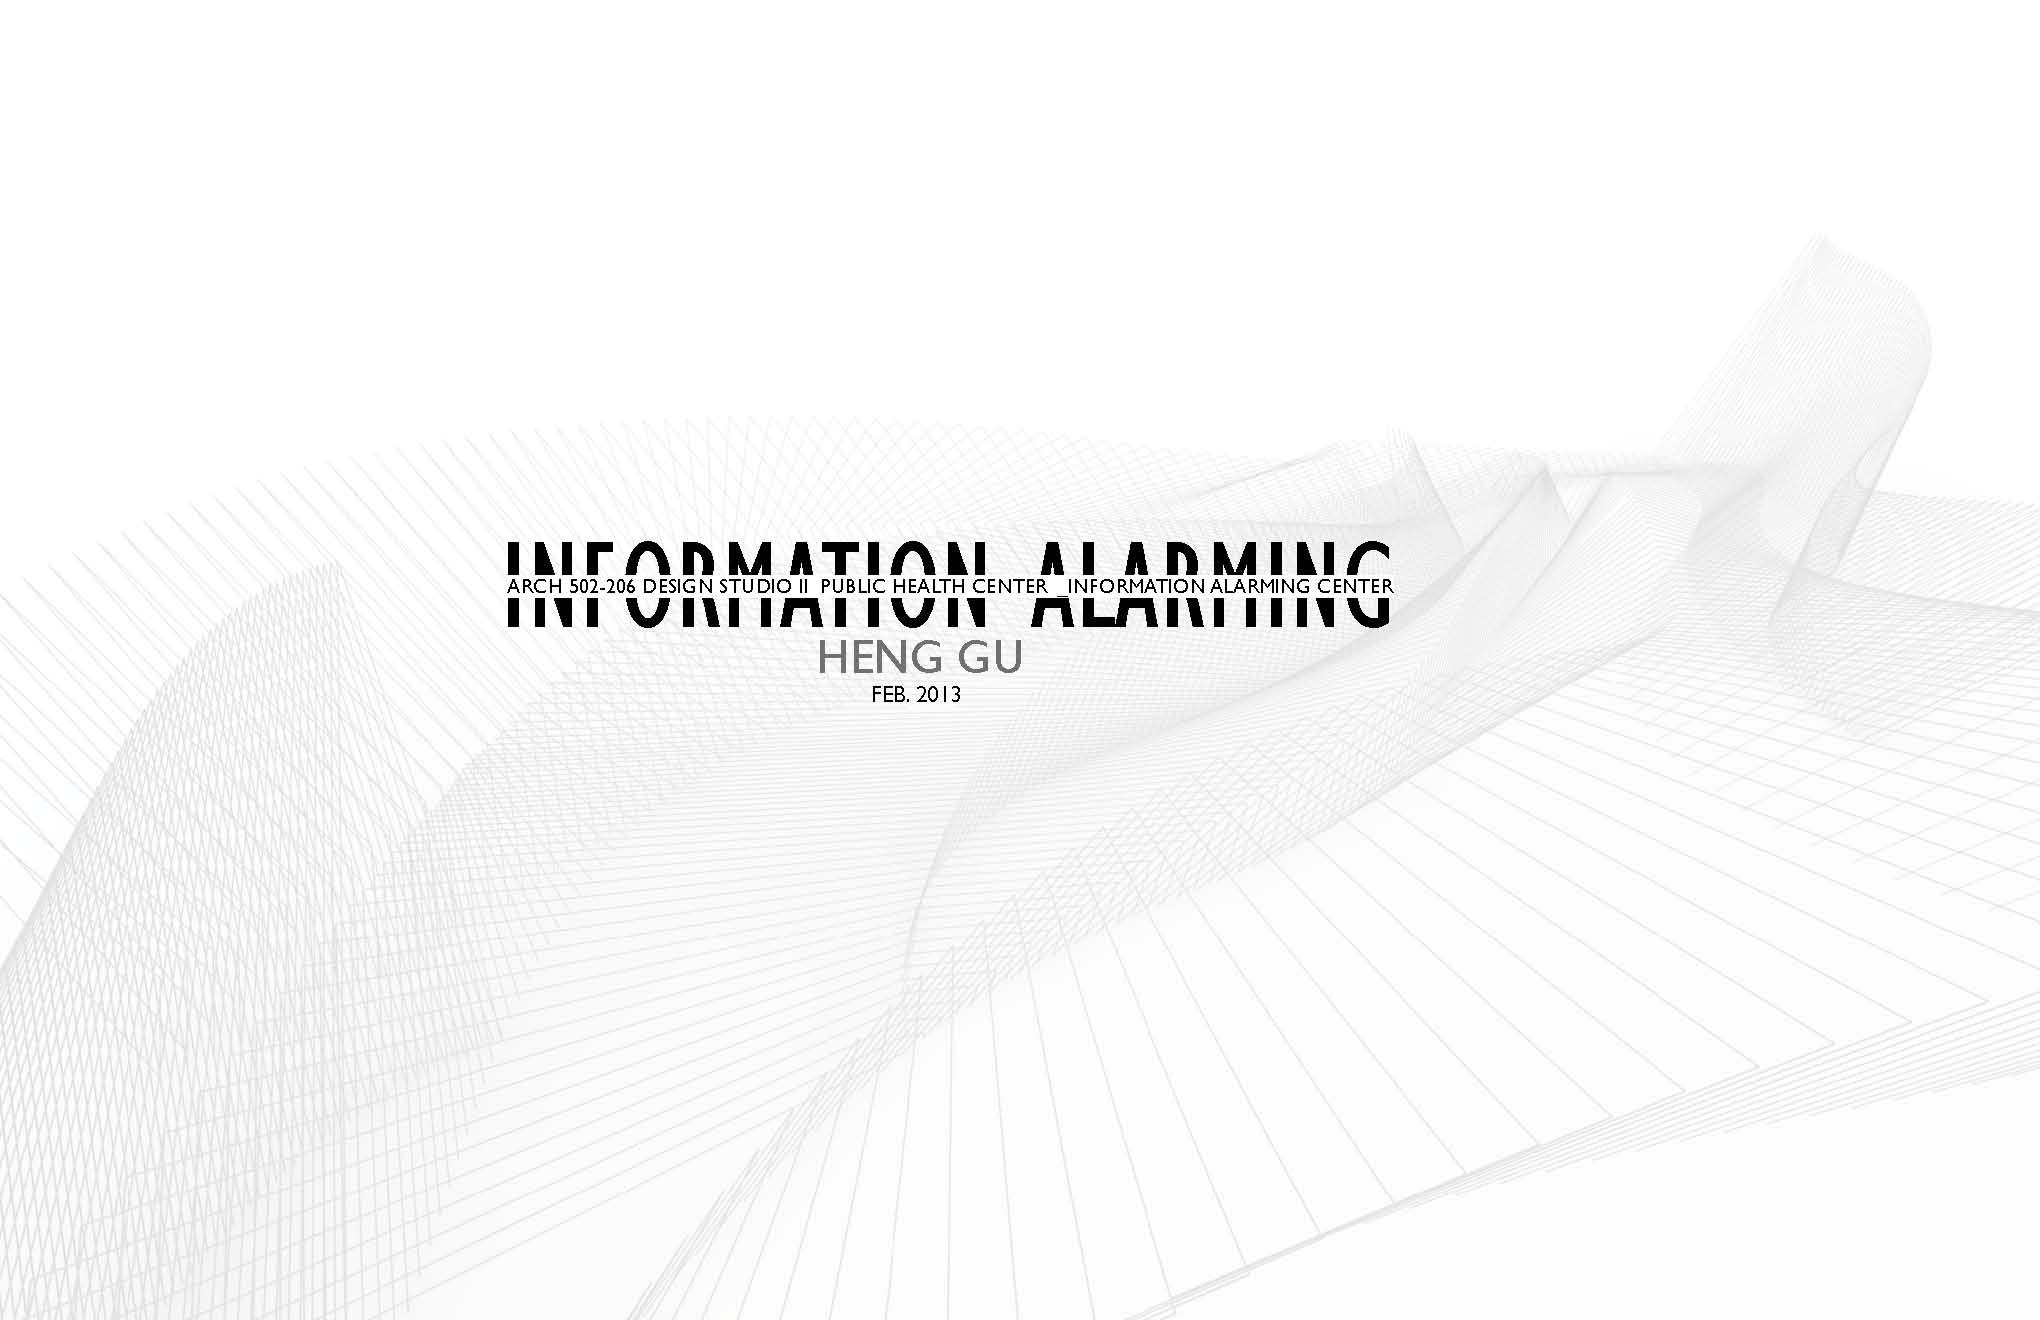 INFORMATION ALARMING
ARCH 502-206 DESIGN STUDIO II PUBLIC HEALTH CENTER _INFORMATION ALARMING CENTER
HENG GU
FEB. 2013